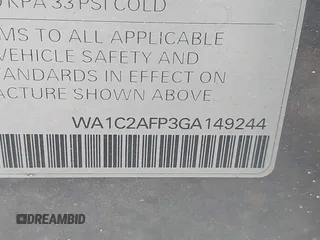 KPA 33 PSI COLD
MS TO ALL APPLICABLE
VEHICLE SAFETY AND
STANDARDS IN EFFECT ON
ACTURE SHOWN ABOVE.
WA1C2AFP3GA149244
DREAMBID